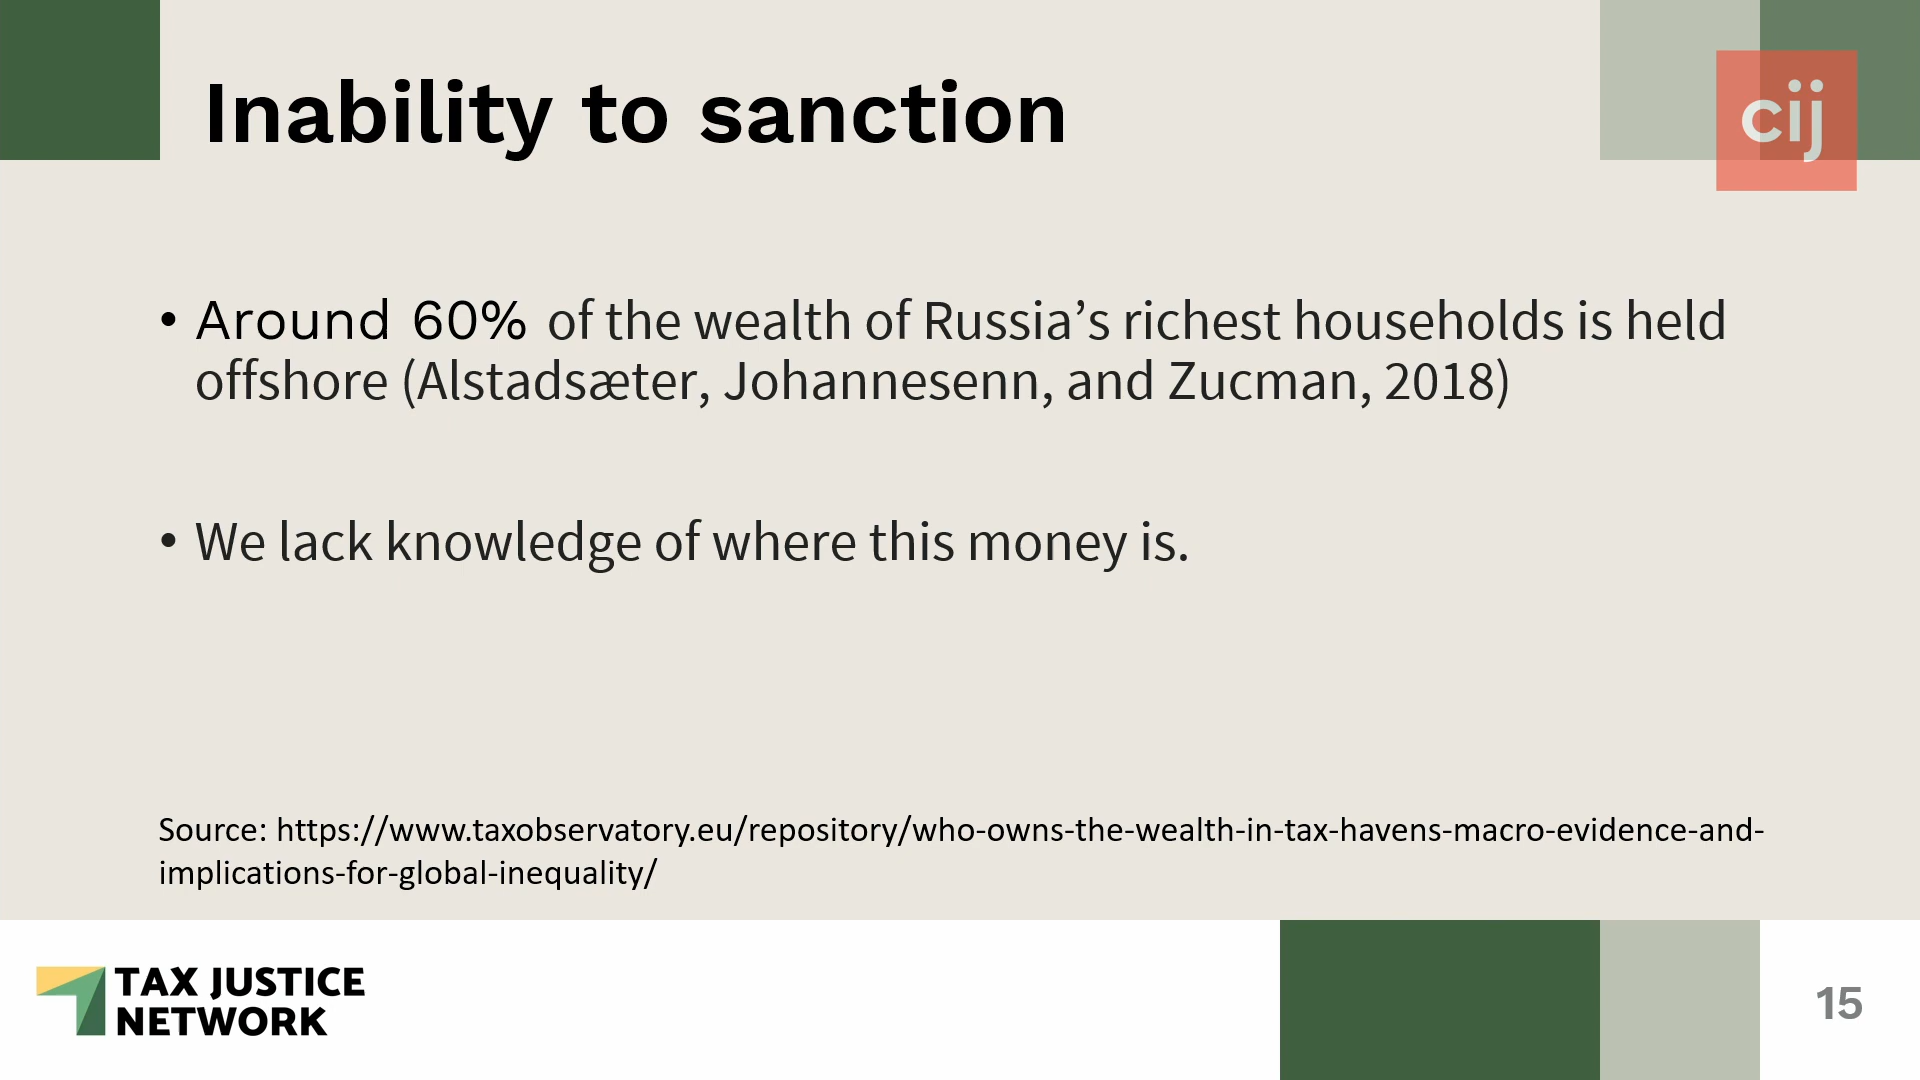 Inability to sanction
cij
• Around 60% of the wealth of Russia’s richest households is held
offshore (Alstadsæter, Johannesenn, and Zucman, 2018)
• We lack knowledge of where this money is.
Source: https://www.taxobservatory.eu/repository/who-owns-the-wealth-in-tax-havens-macro-evidence-and-
implications-for-global-inequality/
TAX JUSTICE
NETWORK
15